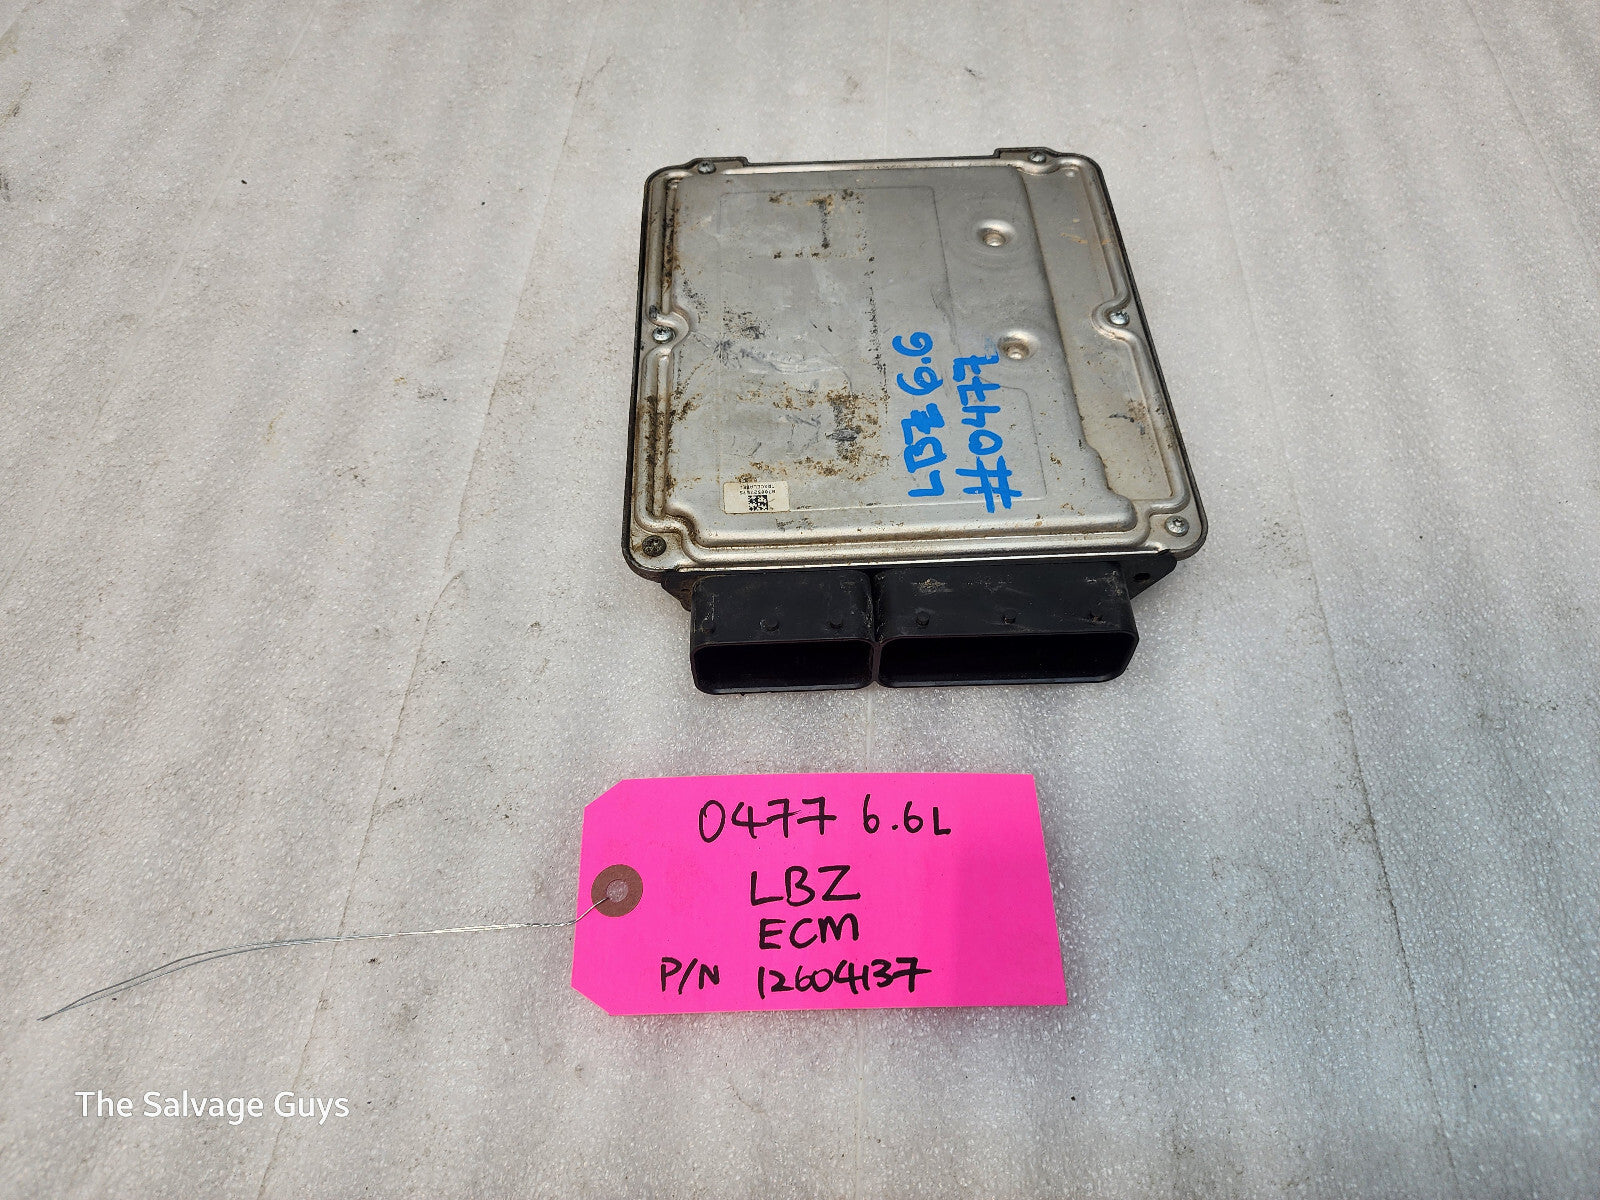 #0477
6.6 LBZ
0477 6.6L
LBZ
ECM
P/N 12604137
The Salvage Guys